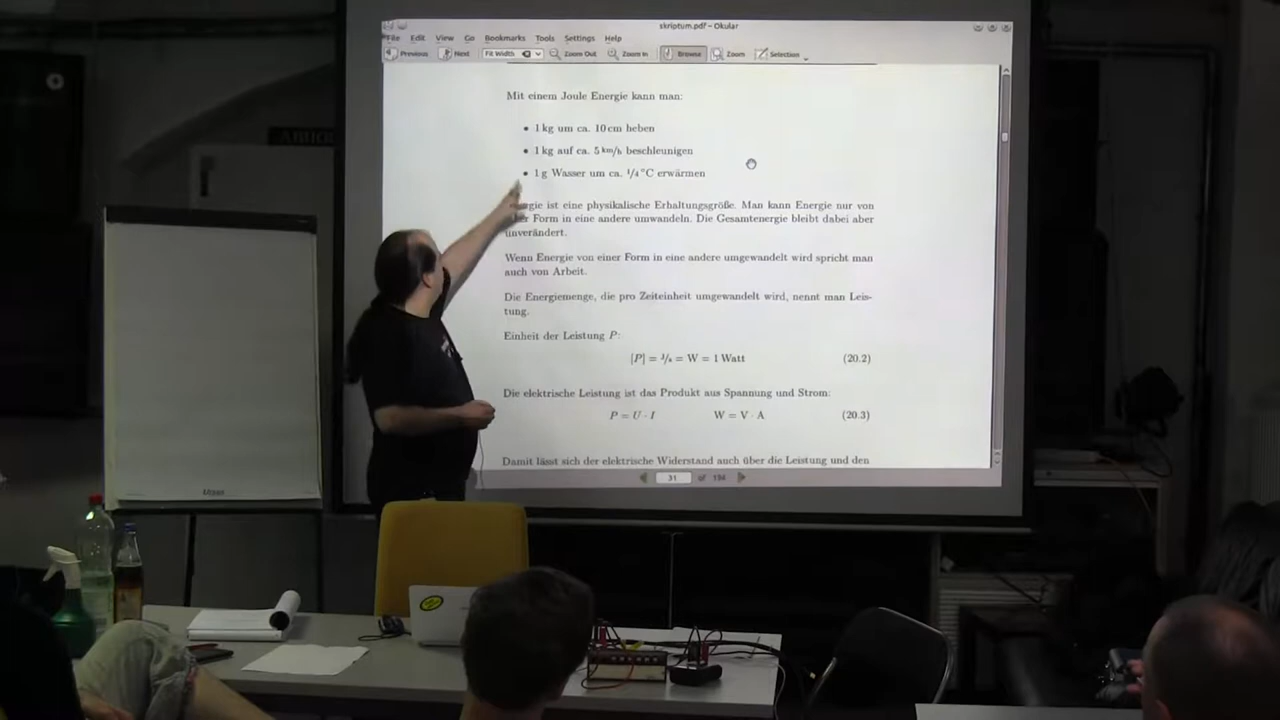 skriptum.pdf – Okular
File Edit View Go Bookmarks Tools Settings Help
Previous Next Fit Width Zoom Out Zoom In Browse Zoom Selection
Mit einem Joule Energie kann man:
• 1 kg um ca. 10 cm heben
• 1 kg auf ca. 5 km/h beschleunigen
• 1 g Wasser um ca. 1/4 °C erwärmen
ist eine physikalische Erhaltungsgröße. Man kann Energie nur von
Form in eine andere umwandeln. Die Gesamtenergie bleibt dabei aber
unverändert.
Wenn Energie von einer Form in eine andere umgewandelt wird spricht man
auch von Arbeit.
Die Energiemenge, die pro Zeiteinheit umgewandelt wird, nennt man Leis-
tung.
Einheit der Leistung P:
[P] = J/s = W = 1 Watt (20.2)
Die elektrische Leistung ist das Produkt aus Spannung und Strom:
P = U · I W = V · A (20.3)
Damit lässt sich der elektrische Widerstand auch über die Leistung und den
31 of 194